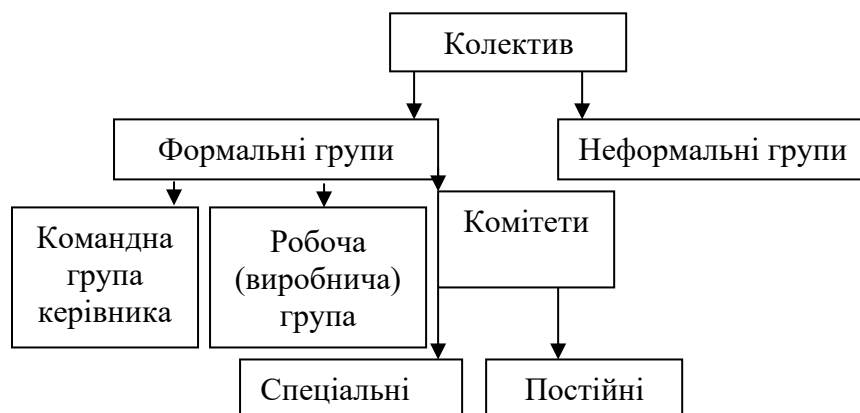 Колектив
Формальні групи
Неформальні групи
Командна
група
керівника
Робоча
(виробнича)
група
Комітети
Спеціальні
Постійні